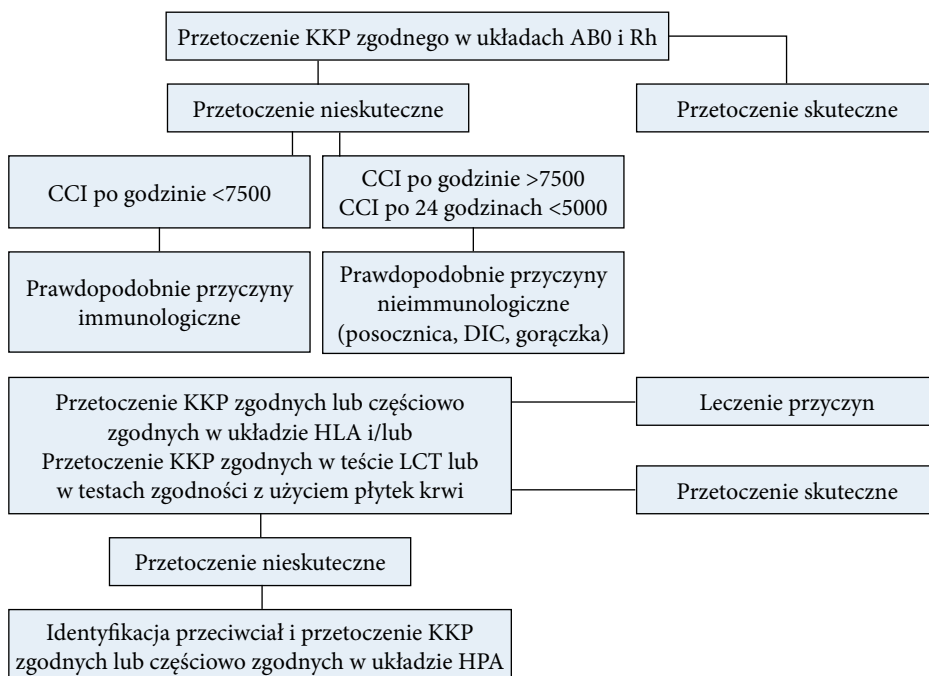 Przetoczenie KKP zgodnego w układach AB0 i Rh
Przetoczenie nieskuteczne
Przetoczenie skuteczne
CCI po godzinie <7500
CCI po godzinie >7500
CCI po 24 godzinach <5000
Prawdopodobnie przyczyny
immunologiczne
Prawdopodobnie przyczyny
nieimmunologiczne
(posocznica, DIC, gorączka)
Przetoczenie KKP zgodnych lub częściowo
zgodnych w układzie HLA i/lub
Przetoczenie KKP zgodnych w teście LCT lub
w testach zgodności z użyciem płytek krwi
Leczenie przyczyn
Przetoczenie skuteczne
Przetoczenie nieskuteczne
Identyfikacja przeciwciał i przetoczenie KKP
zgodnych lub częściowo zgodnych w układzie HPA